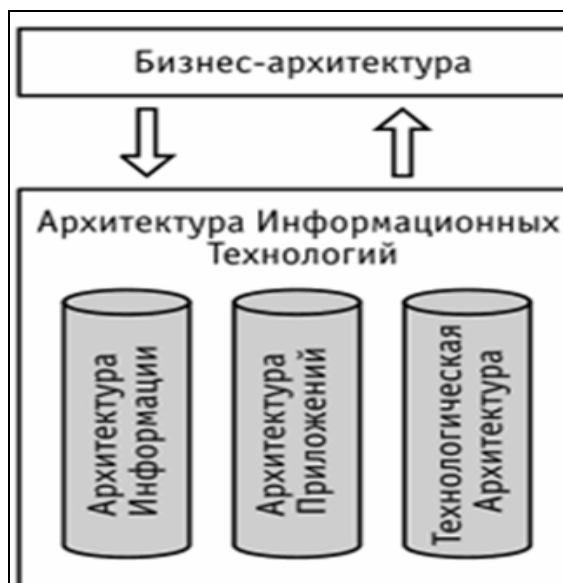 Бизнес-архитектура
Архитектура Информационных
Технологий
Архитектура
Информации
Архитектура
Приложений
Технологическая
Архитектура